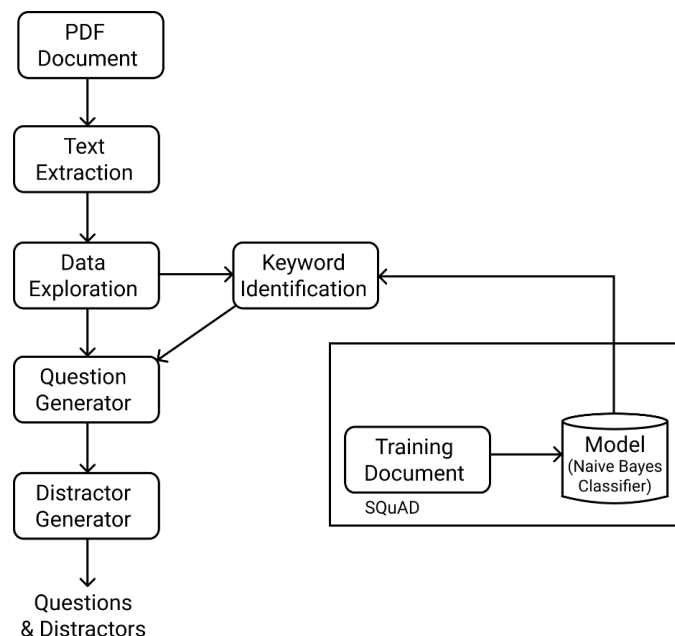 PDF
Document
Text
Extraction
Data
Exploration
Keyword
Identification
Question
Generator
Training
Document
SQuAD
Model
(Naive Bayes
Classifier)
Distractor
Generator
Questions
& Distractors